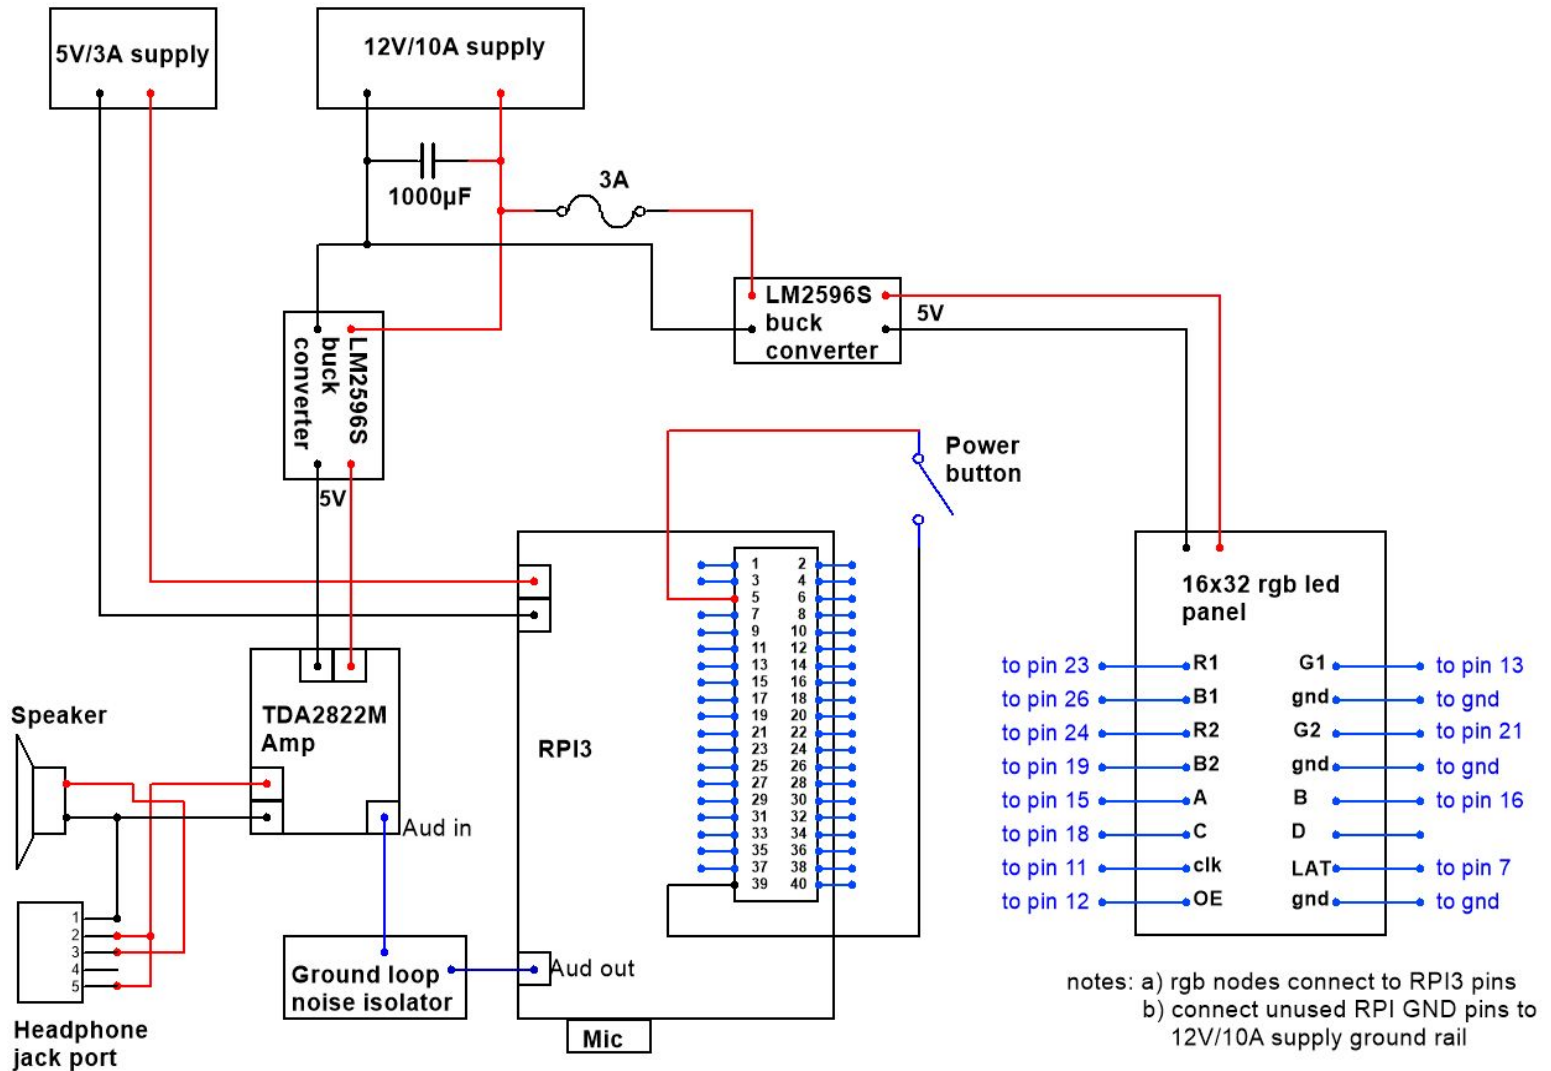 5V/3A supply
12V/10A supply
1000µF
3A
LM2596S
buck
converter
5V
LM2596S
buck
converter
5V
Power
button
RPI3
1 2
3 4
5 6
7 8
9 10
11 12
13 14
15 16
17 18
19 20
21 22
23 24
25 26
27 28
29 30
31 32
33 34
35 36
37 38
39 40
16x32 rgb led
panel
to pin 23 R1 G1 to pin 13
to pin 26 B1 gnd to gnd
to pin 24 R2 G2 to pin 21
to pin 19 B2 gnd to gnd
to pin 15 A B to pin 16
to pin 18 C D
to pin 11 clk LAT to pin 7
to pin 12 OE gnd to gnd
TDA2822M
Amp
Aud in
Speaker
1
2
3
4
5
Headphone
jack port
Ground loop
noise isolator
Aud out
Mic
notes: a) rgb nodes connect to RPI3 pins
b) connect unused RPI GND pins to
12V/10A supply ground rail